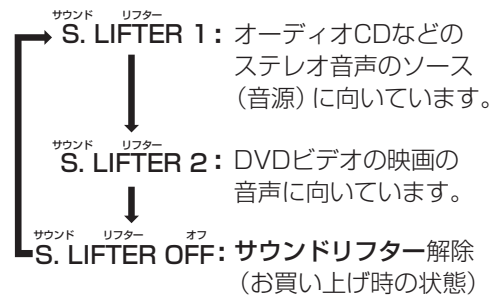 サウンド リフター
S. LIFTER 1: オーディオCDなどの
ステレオ音声のソース
（音源）に向いています。
サウンド リフター
S. LIFTER 2: DVDビデオの映画の
音声に向いています。
サウンド リフター オフ
S. LIFTER OFF: サウンドリフター解除
（お買い上げ時の状態）